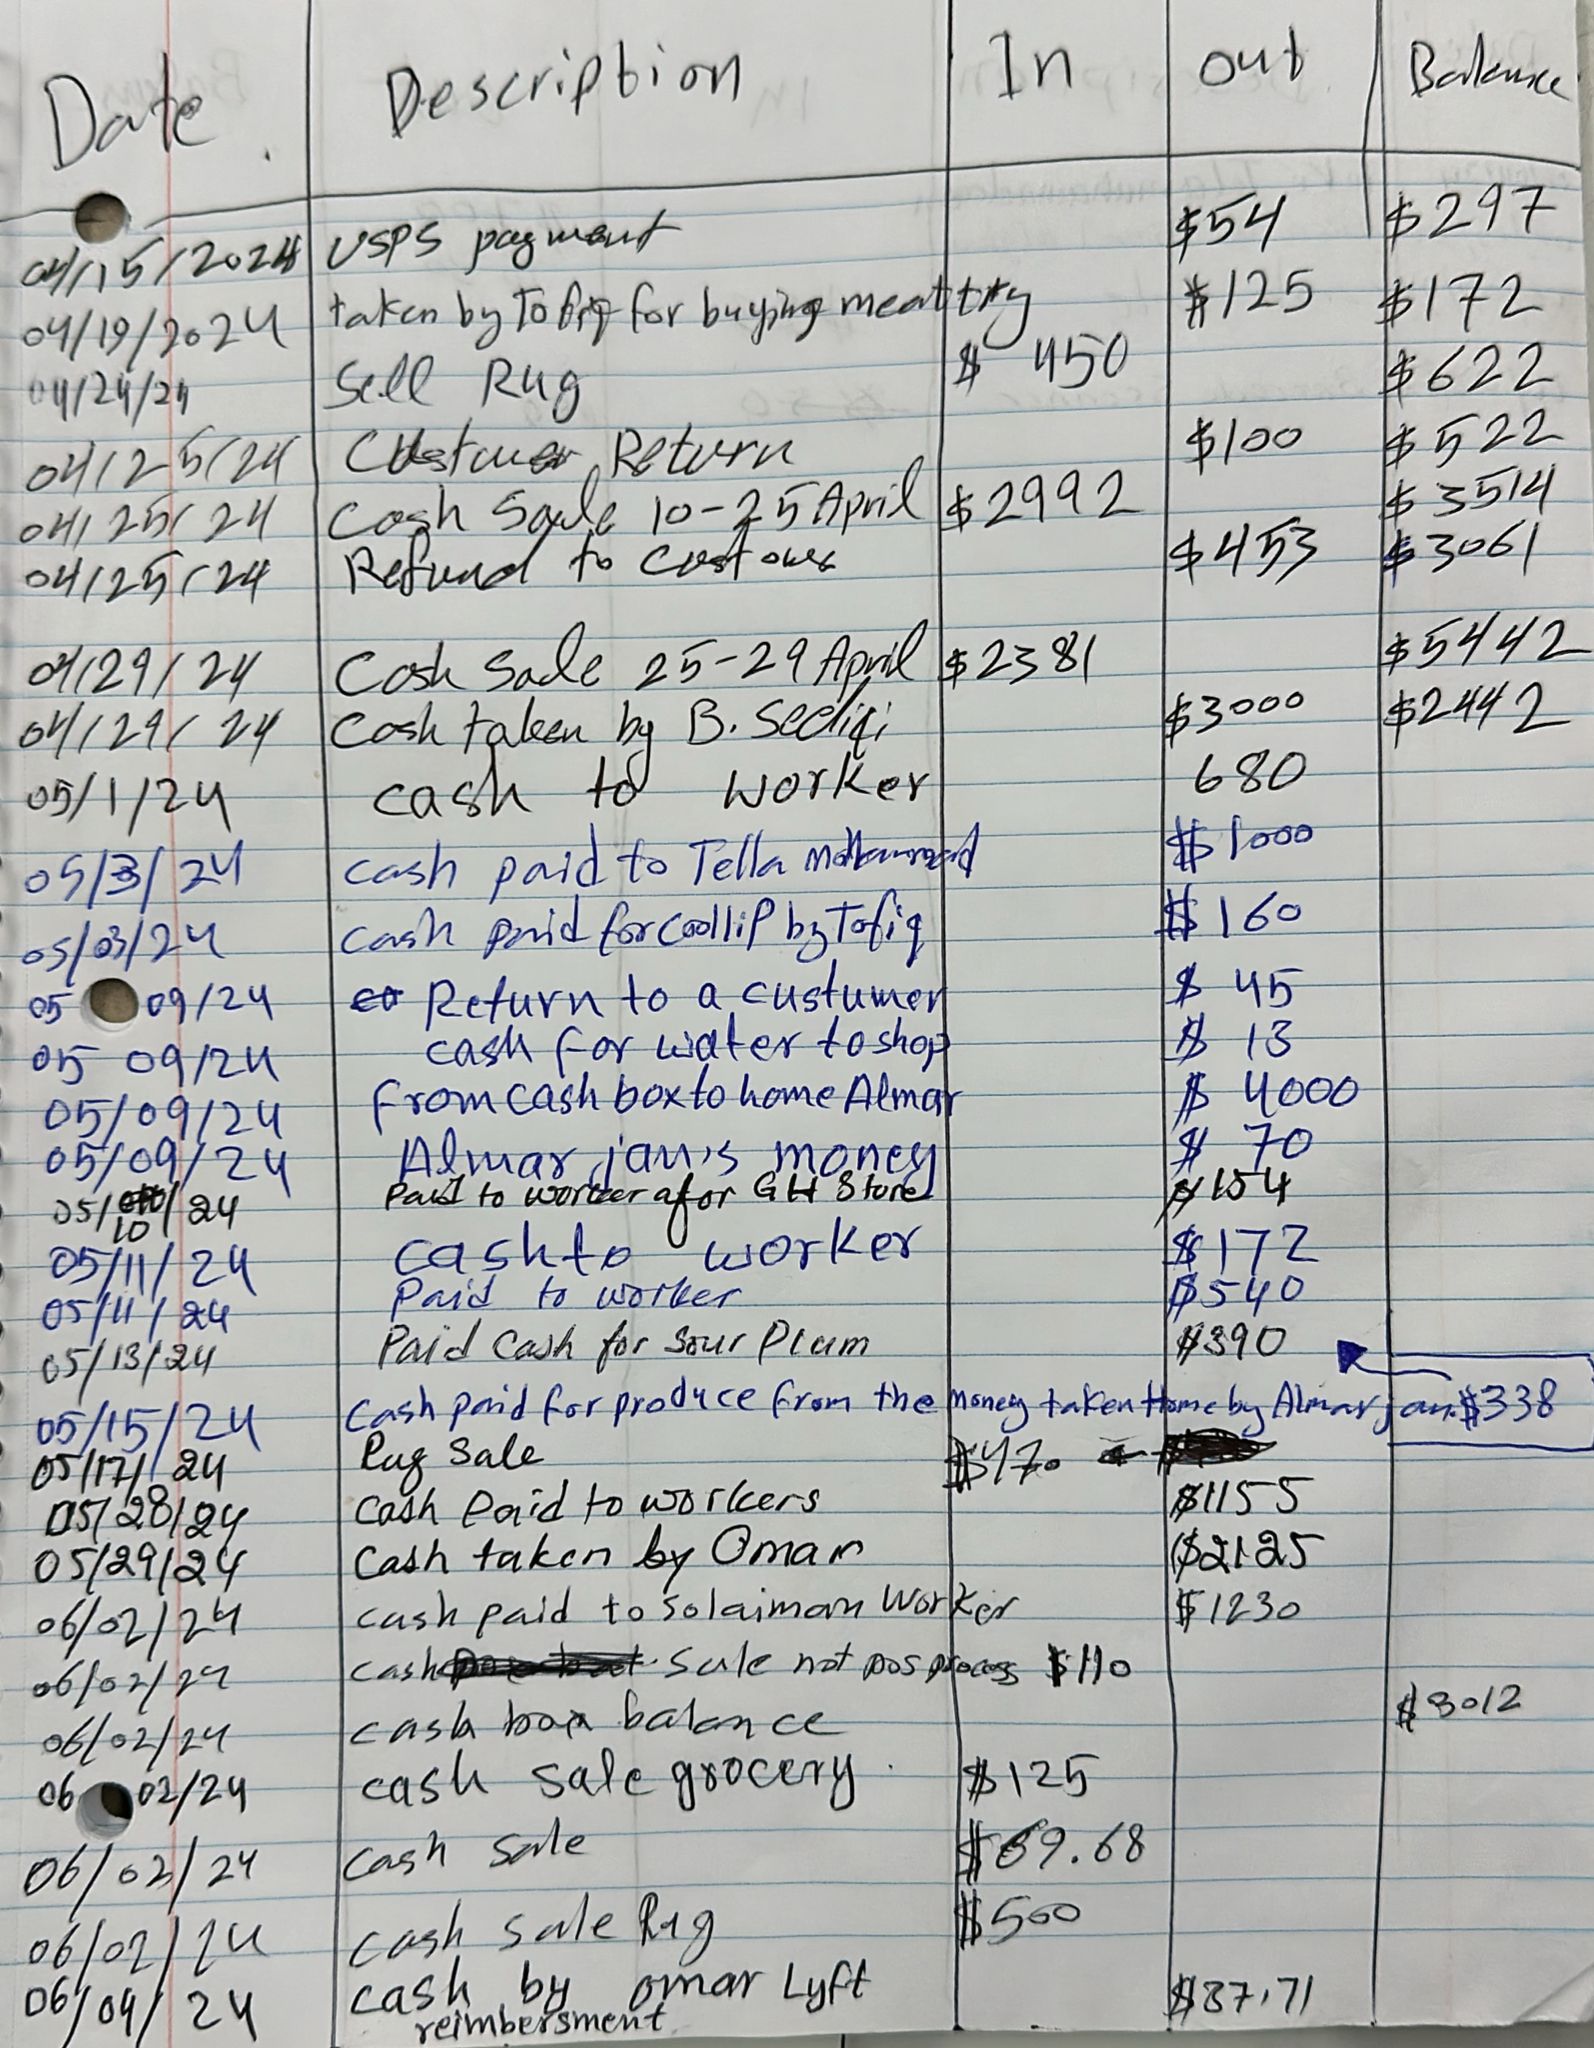 Date Description In out Balance
04/15/2024 USPS payment $54 $297
04/19/2024 taken by Tofiq for buying meat try $125 $172
04/24/24 Sell Rug $ 450 $622
04/25/24 Custumer Return $100 $522
04/25/24 Cash Sale 10-25 April $2992 $3514
04/25/24 Refund to Customer $453 $3061
04/29/24 Cash Sale 25-29 April $2381 $5442
04/29/24 Cash taken by B. Sediqi $3000 $2442
05/1/24 cash to worker 680
05/3/24 cash paid to Tella Mohammad $1000
05/03/24 cash paid for by Tofiq $160
05 09/24 Return to a custumer $ 45
05 09/24 cash for water to shop $ 13
05/09/24 from cash box to home Almar $ 4000
05/09/24 Almar jan's money $ 70
05/10/24 Paid to worker for GH Store $154
05/11/24 cash to worker $172
05/11/24 Paid to worker $540
05/13/24 Paid Cash for Sour Plum $390
05/15/24 Cash paid for produce from the money taken Home by Almar jan. $338
05/17/24 Rug Sale $470
05/28/24 Cash Paid to workers $1155
05/29/24 Cash taken by Omar $2125
06/02/24 cash paid to Solaiman Worker $1230
06/02/24 cash Sale not pos process $110
06/02/24 cash box balance $3012
06 02/24 cash sale grocery. $125
06/02/24 cash sale $69.68
06/02/24 cash sale Rug $500
06/04/24 cash by omar Lyft $37.71
reimbersment